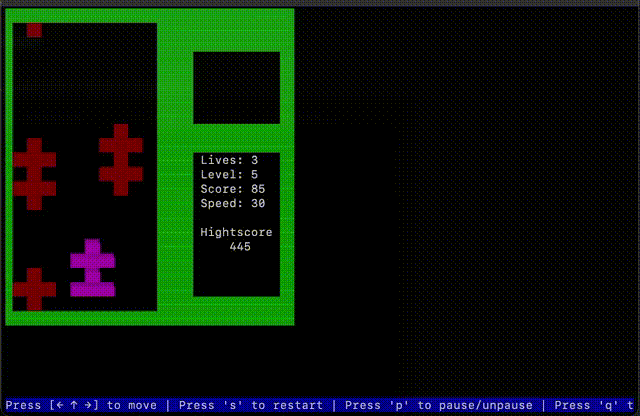 Lives: 3
Level: 5
Score: 85
Speed: 30
Hightscore
445
Press [← ↑ →] to move | Press 's' to restart | Press 'p' to pause/unpause | Press 'q' t